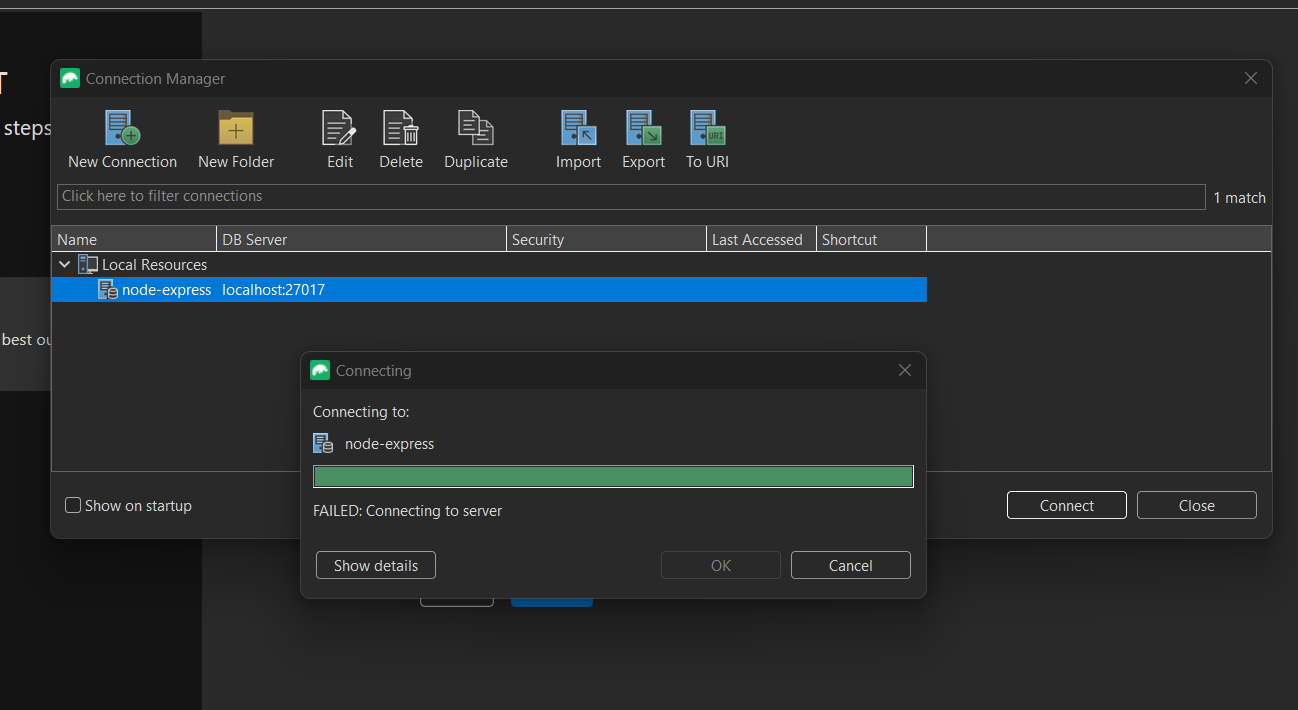 T
steps
best ou
Connection Manager
New Connection
New Folder
Edit
Delete
Duplicate
Import
Export
URI
To URI
Click here to filter connections
1 match
Name
DB Server
Security
Last Accessed
Shortcut
Local Resources
node-express
localhost:27017
Connecting
Connecting to:
node-express
FAILED: Connecting to server
Show details
OK
Cancel
Show on startup
Connect
Close